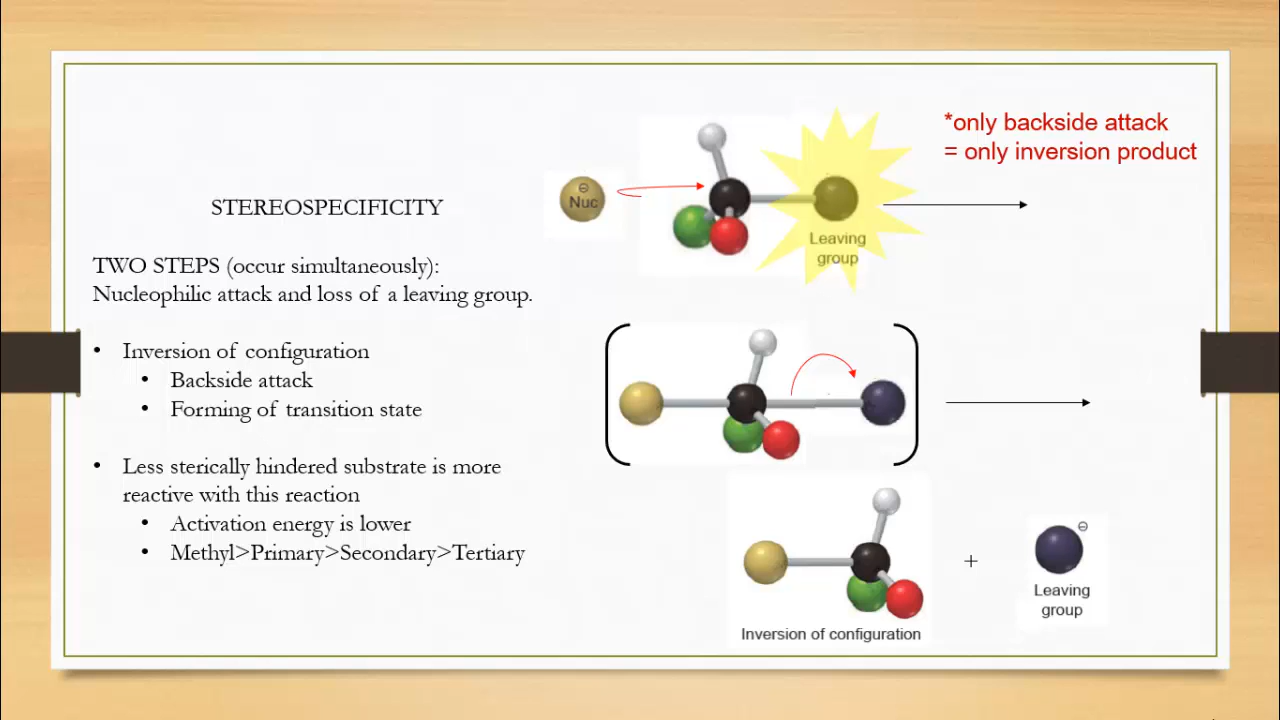 *only backside attack
= only inversion product
⊖
Nuc
Leaving
group
STEREOSPECIFICITY
TWO STEPS (occur simultaneously):
Nucleophilic attack and loss of a leaving group.
• Inversion of configuration
• Backside attack
• Forming of transition state
• Less sterically hindered substrate is more
reactive with this reaction
• Activation energy is lower
• Methyl>Primary>Secondary>Tertiary
+
⊖
Leaving
group
Inversion of configuration